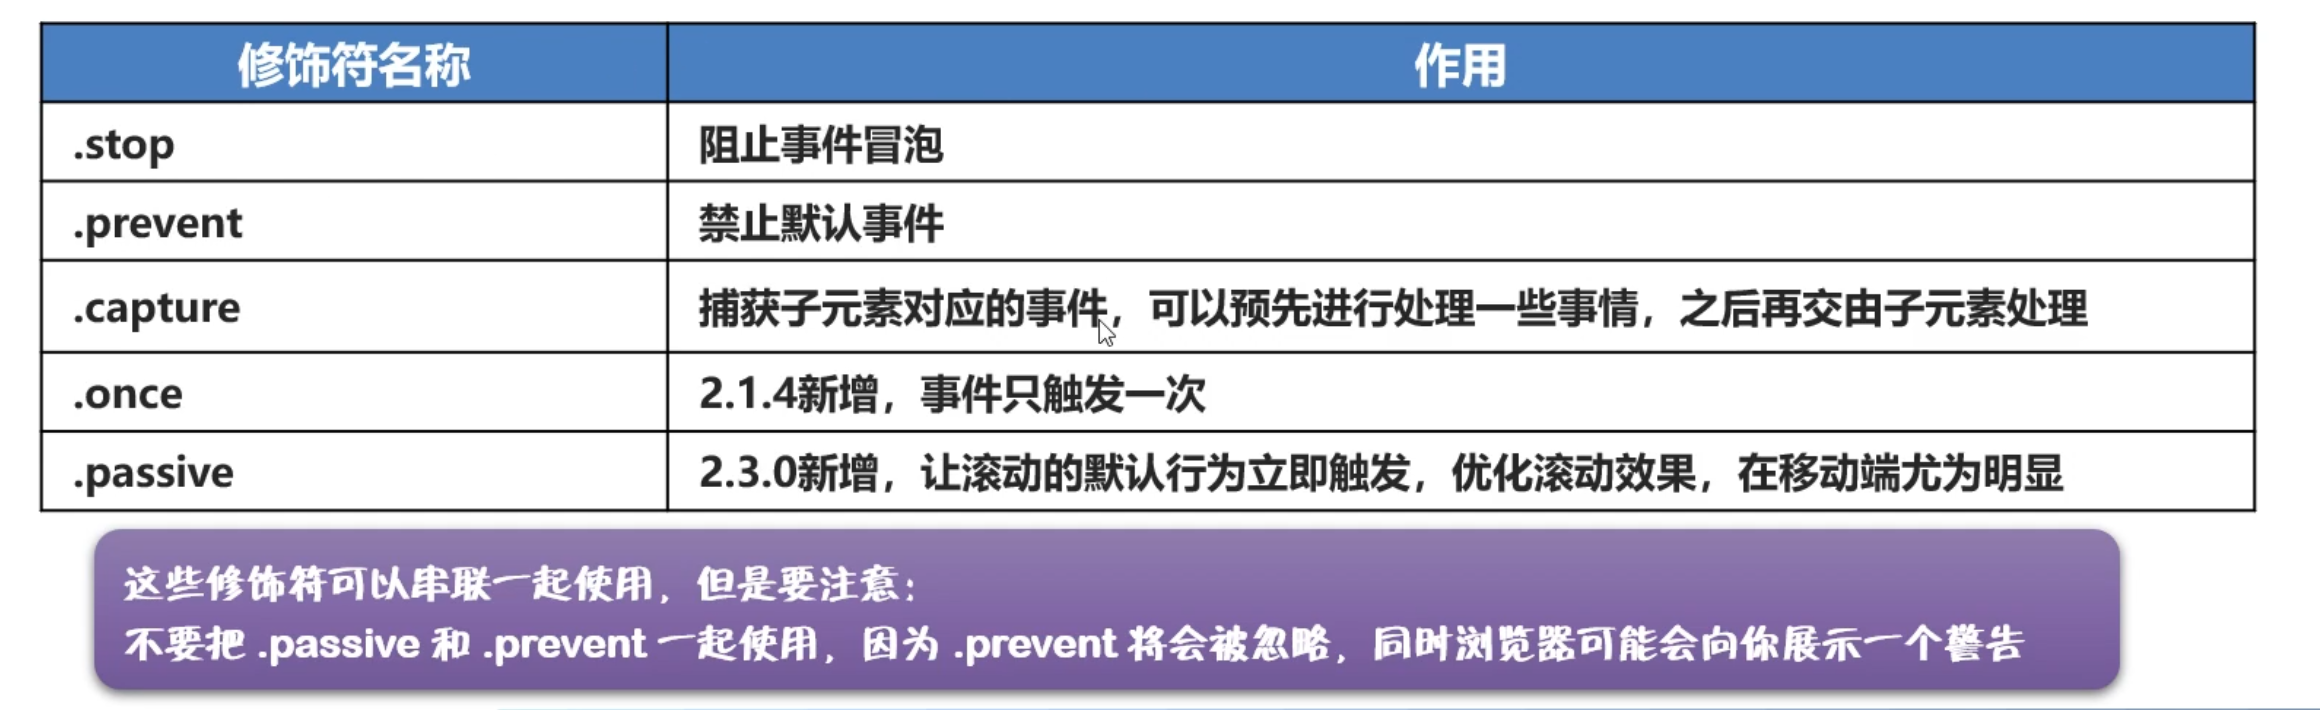 修饰符名称 作用
.stop 阻止事件冒泡
.prevent 禁止默认事件
.capture 捕获子元素对应的事件，可以预先进行处理一些事情，之后再交由子元素处理
.once 2.1.4新增，事件只触发一次
.passive 2.3.0新增，让滚动的默认行为立即触发，优化滚动效果，在移动端尤为明显
这些修饰符可以串联一起使用，但是要注意：
不要把 .passive 和 .prevent 一起使用，因为 .prevent 将会被忽略，同时浏览器可能会向你展示一个警告